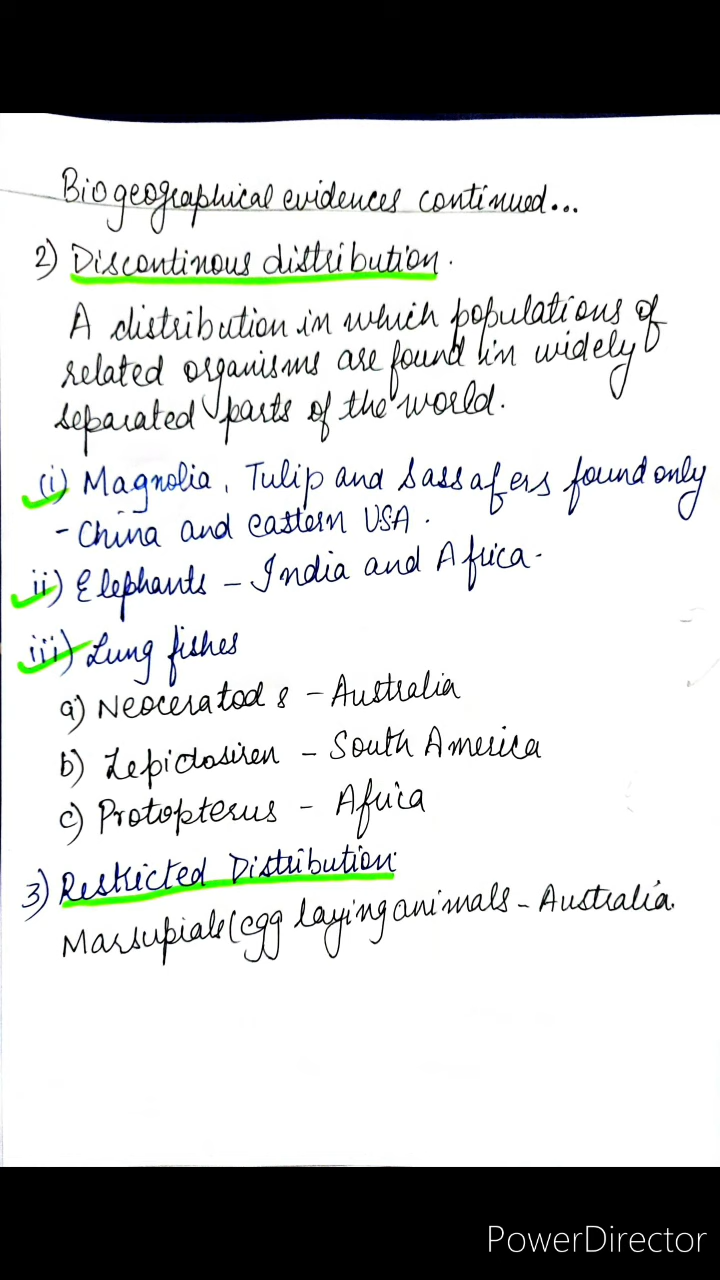 Biogeographical evidences continued...
2) Discontinous distribution.
A distribution in which populations of
related organisms are found in widely
separated parts of the world.
(i) Magnolia, Tulip and Sassafers found only
- China and eastern USA.
ii) Elephants - India and Africa.
iii) Lung fishes
a) Neoceratods - Australia
b) Lepidosiren - South America
c) Protopterus - Africa
3) Restricted Distribution.
Marsupials (egg laying animals - Australia.
PowerDirector